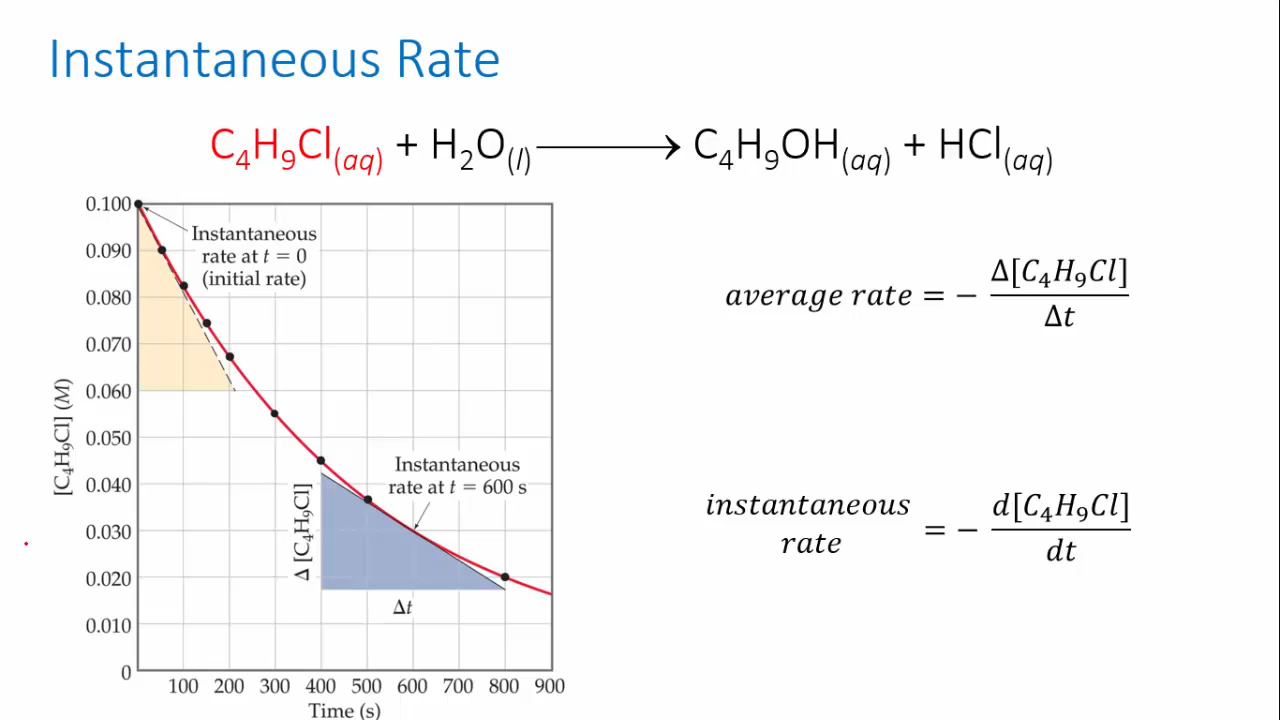 Instantaneous Rate
C₄H₉Cl(aq) + H₂O(l) ⟶ C₄H₉OH(aq) + HCl(aq)
[C₄H₉Cl] (M)
0.100
0.090
0.080
0.070
0.060
0.050
0.040
0.030
0.020
0.010
0
Instantaneous
rate at t = 0
(initial rate)
Instantaneous
rate at t = 600 s
Δ [C₄H₉Cl]
Δt
100 200 300 400 500 600 700 800 900
Time (s)
average rate = − Δ[C₄H₉Cl] / Δt
instantaneous
rate
= − d[C₄H₉Cl] / dt